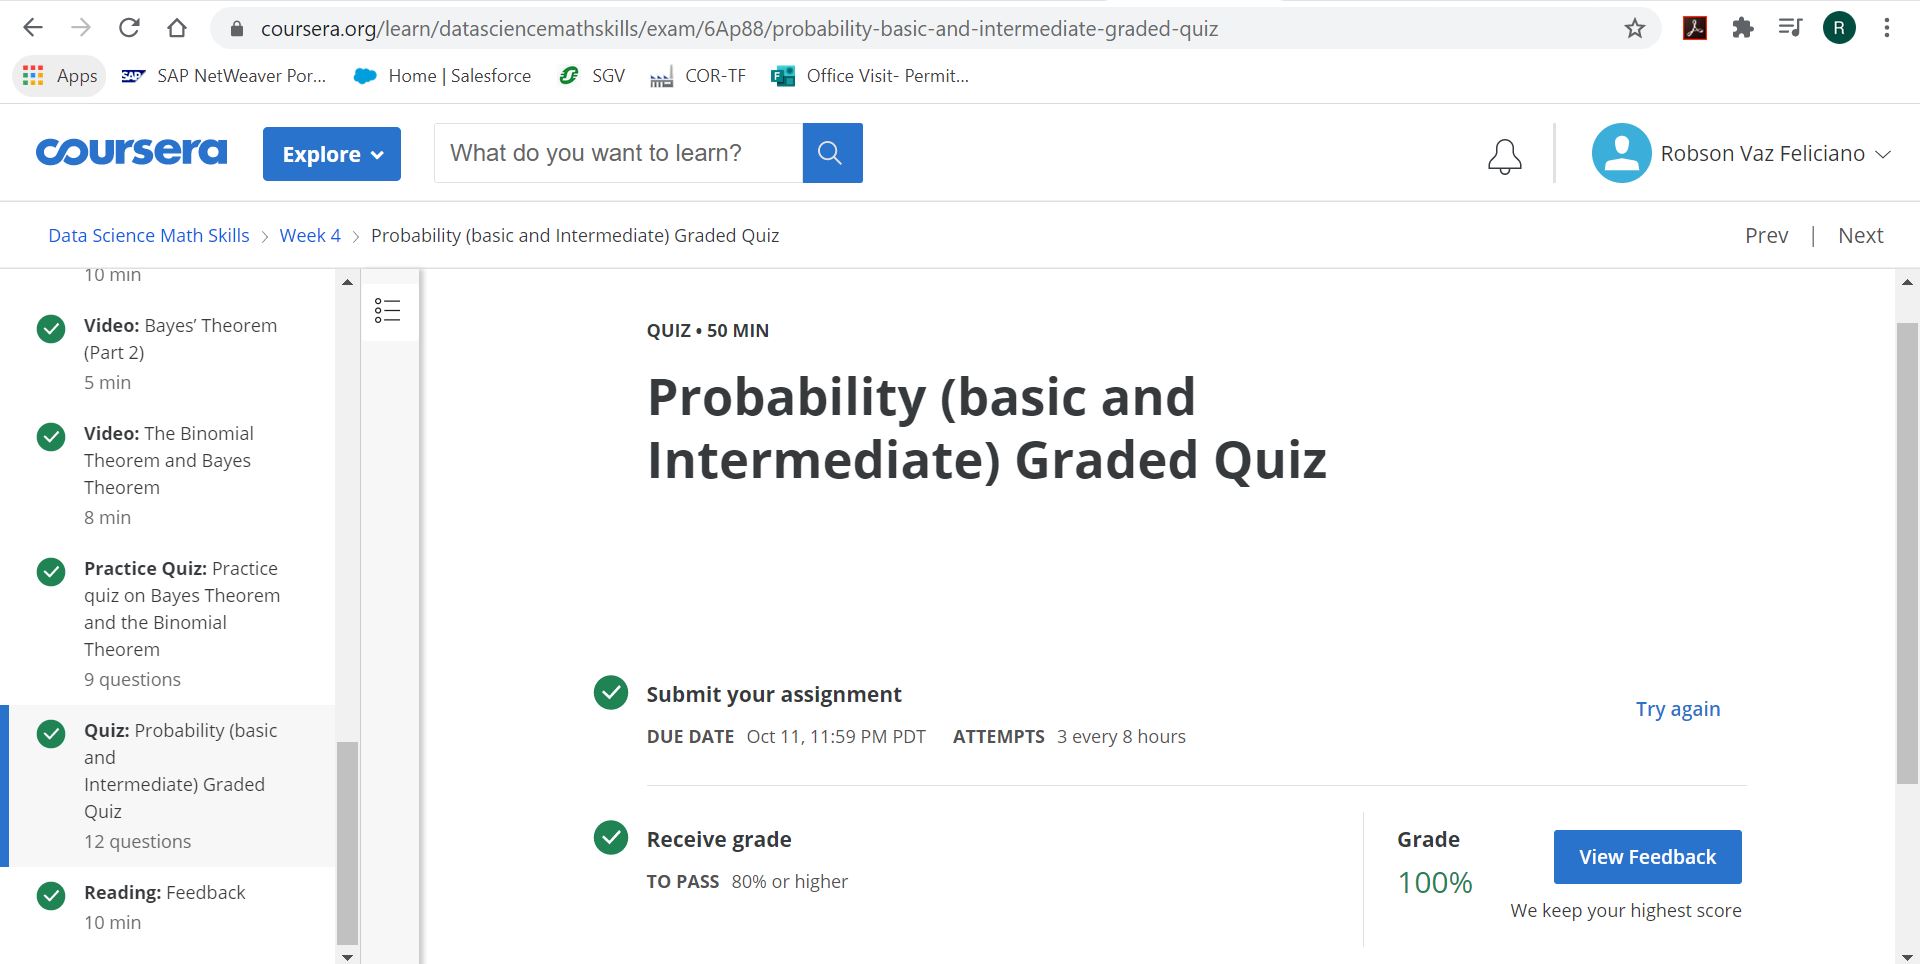 coursera.org/learn/datasciencemathskills/exam/6Ap88/probability-basic-and-intermediate-graded-quiz
R
Apps
SAP
SAP NetWeaver Por...
Home | Salesforce
SGV
COR-TF
F
Office Visit- Permit...
coursera
Explore
What do you want to learn?
Robson Vaz Feliciano
Data Science Math Skills > Week 4 > Probability (basic and Intermediate) Graded Quiz
Prev | Next
10 min
Video: Bayes’ Theorem
(Part 2)
5 min
Video: The Binomial
Theorem and Bayes
Theorem
8 min
Practice Quiz: Practice
quiz on Bayes Theorem
and the Binomial
Theorem
9 questions
Quiz: Probability (basic
and
Intermediate) Graded
Quiz
12 questions
Reading: Feedback
10 min
QUIZ • 50 MIN
Probability (basic and
Intermediate) Graded Quiz
Submit your assignment
DUE DATE Oct 11, 11:59 PM PDT ATTEMPTS 3 every 8 hours
Try again
Receive grade
TO PASS 80% or higher
Grade
100%
View Feedback
We keep your highest score